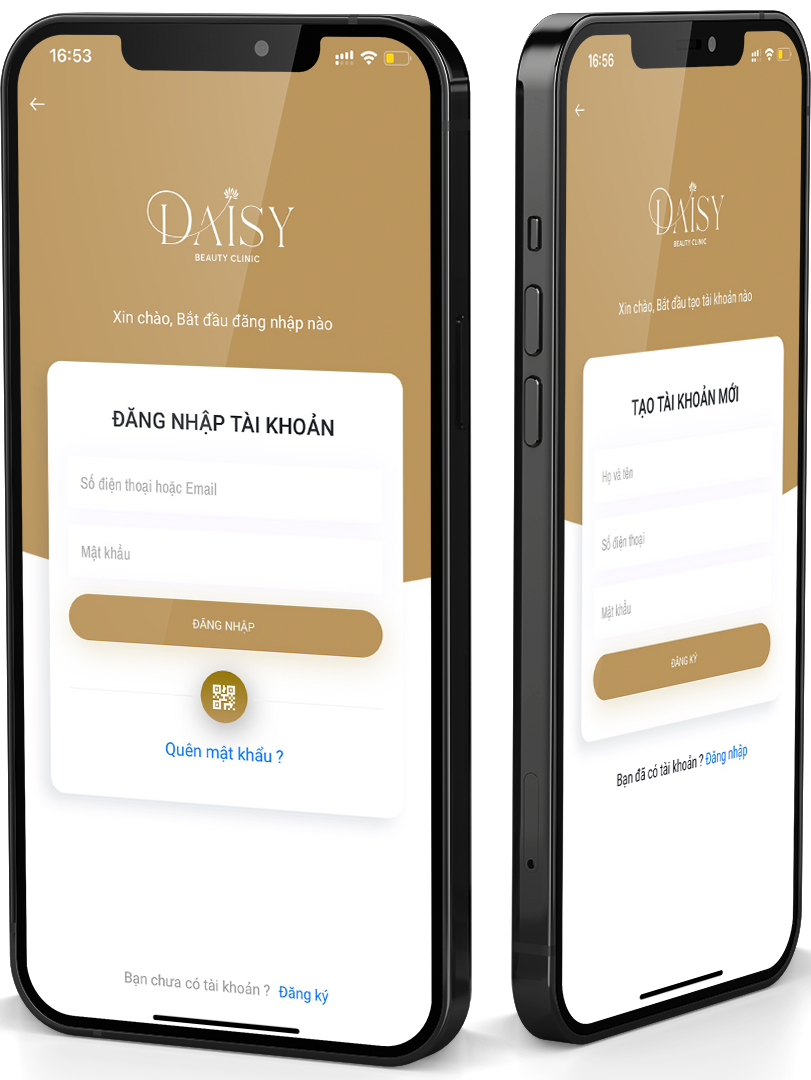 16:53
DAISY
BEAUTY CLINIC
Xin chào, Bắt đầu đăng nhập nào
ĐĂNG NHẬP TÀI KHOẢN
Số điện thoại hoặc Email
Mật khẩu
ĐĂNG NHẬP
Quên mật khẩu ?
Bạn chưa có tài khoản ? Đăng ký
16:56
DAISY
BEAUTY CLINIC
Xin chào, Bắt đầu tạo tài khoản nào
TẠO TÀI KHOẢN MỚI
Họ và tên
Số điện thoại
Mật khẩu
ĐĂNG KÝ
Bạn đã có tài khoản ? Đăng nhập